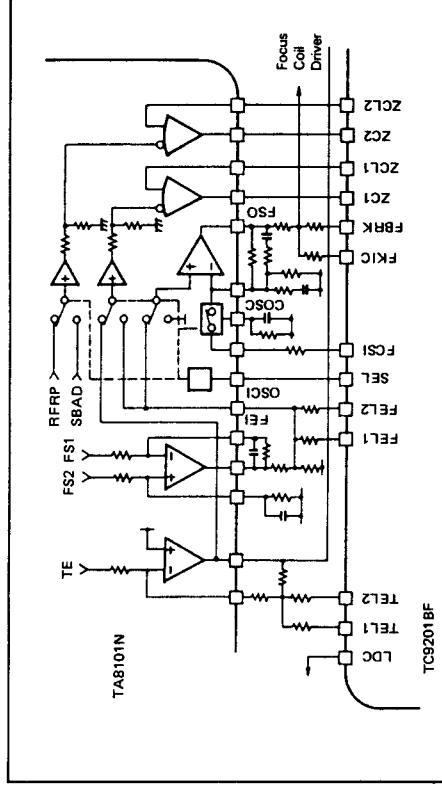 Focus
Coil
Driver
RFRP
SBAD
FS1
FS2
TE
TA8101N
FSO
COSC
OSCI
FEI
ZCL2
ZC2
ZCL1
ZC1
FBRK
FKIC
FCSI
SEL
FEL2
FEL1
TEL2
TEL1
LDC
TC9201BF